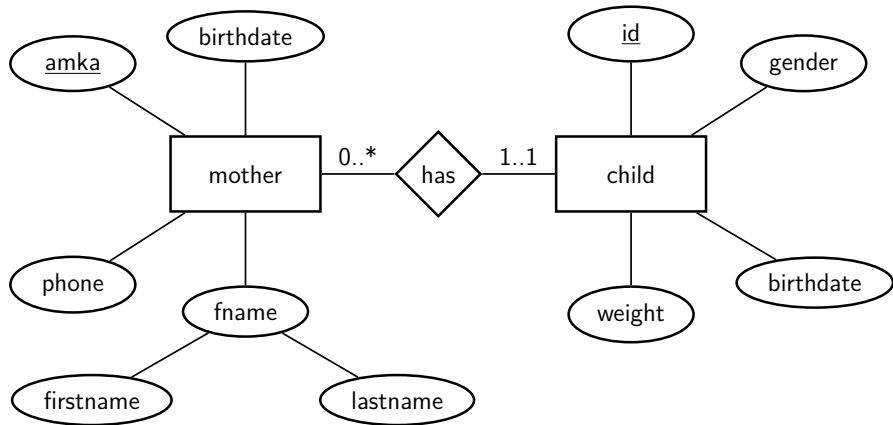 birthdate
id
amka
gender
mother
0..*
has
1..1
child
phone
fname
weight
birthdate
firstname
lastname